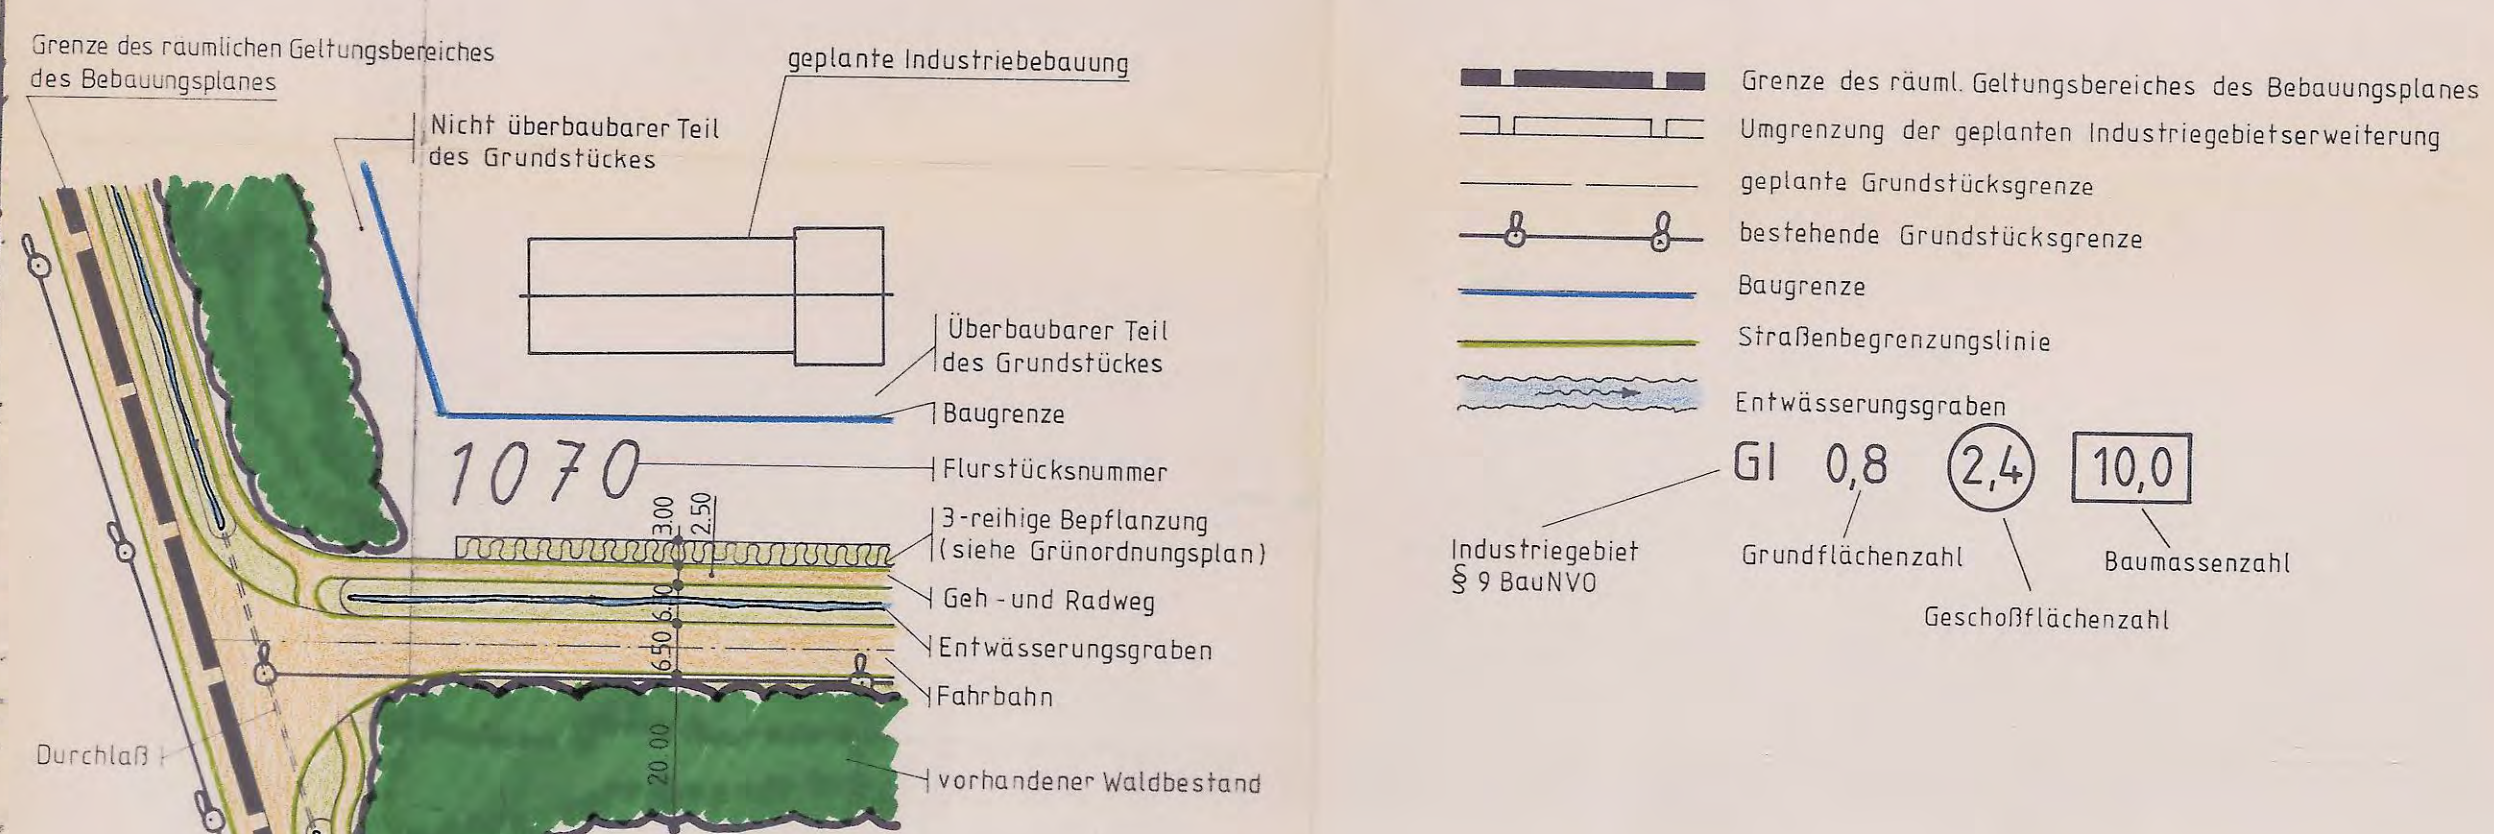 Grenze des räumlichen Geltungsbereiches
des Bebauungsplanes
geplante Industriebebauung
Nicht überbaubarer Teil
des Grundstückes
Überbaubarer Teil
des Grundstückes
Baugrenze
1070
Flurstücksnummer
3.00
2.50
3-reihige Bepflanzung
(siehe Grünordnungsplan)
Geh- und Radweg
Entwässerungsgraben
6.50
Fahrbahn
Durchlaß
20.00
vorhandener Waldbestand
Grenze des räuml. Geltungsbereiches des Bebauungsplanes
Umgrenzung der geplanten Industriegebietserweiterung
geplante Grundstücksgrenze
bestehende Grundstücksgrenze
Baugrenze
Straßenbegrenzungslinie
Entwässerungsgraben
GI 0,8 2,4 10,0
Industriegebiet
§ 9 BauNVO
Grundflächenzahl
Baumassenzahl
Geschoßflächenzahl